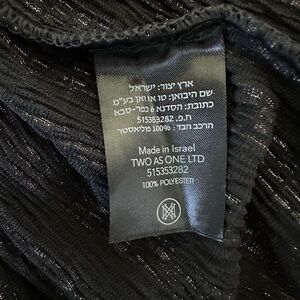 ארץ יצור: ישראל
שם היבואן: טו אז וואן בע"מ
כתובת: הסדנא 6 כפר-סבא
ח.פ. 515353282
הרכב הבד: 100% פוליאסטר
Made in Israel
TWO AS ONE LTD
515353282
100% POLYESTER